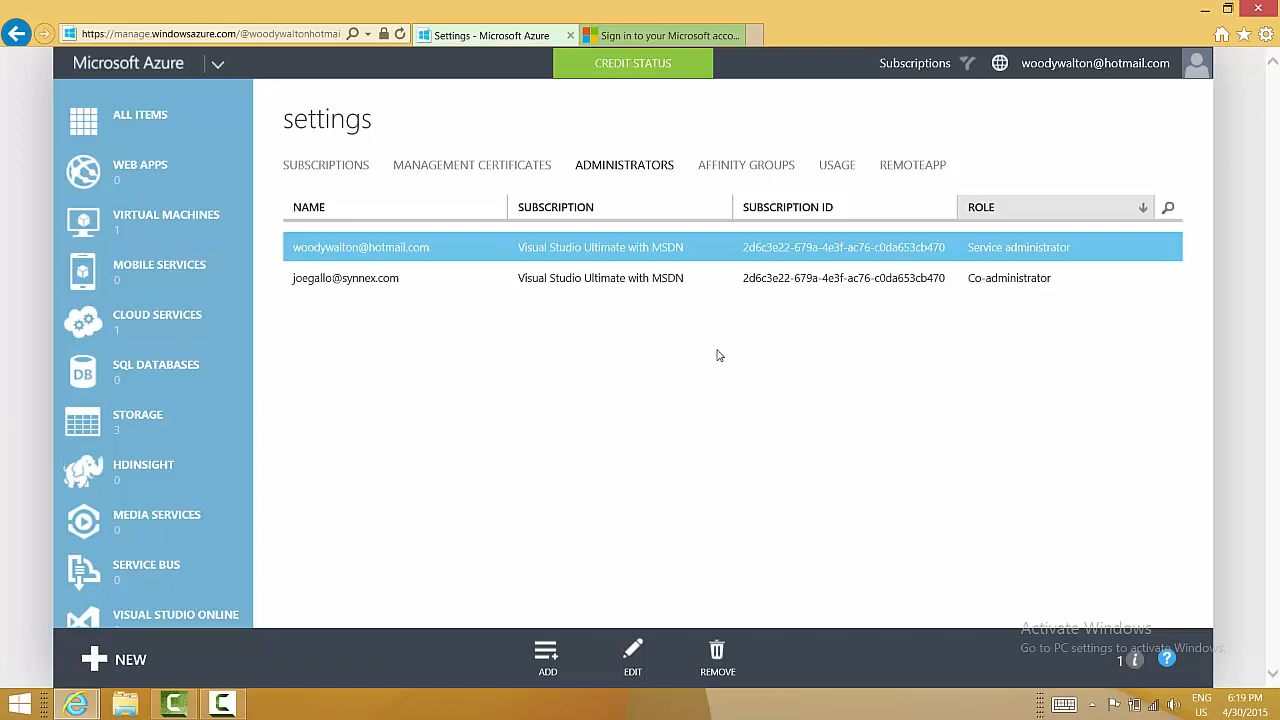 https://manage.windowsazure.com/@woodywaltonhotmai
Settings - Microsoft Azure
Sign in to your Microsoft acco...
Microsoft Azure
CREDIT STATUS
Subscriptions
woodywalton@hotmail.com
ALL ITEMS
WEB APPS
0
VIRTUAL MACHINES
1
MOBILE SERVICES
0
CLOUD SERVICES
1
SQL DATABASES
0
STORAGE
3
HDINSIGHT
0
MEDIA SERVICES
0
SERVICE BUS
0
VISUAL STUDIO ONLINE
settings
SUBSCRIPTIONS MANAGEMENT CERTIFICATES ADMINISTRATORS AFFINITY GROUPS USAGE REMOTEAPP
NAME SUBSCRIPTION SUBSCRIPTION ID ROLE
woodywalton@hotmail.com Visual Studio Ultimate with MSDN 2d6c3e22-679a-4e3f-ac76-c0da653cb470 Service administrator
joegallo@synnex.com Visual Studio Ultimate with MSDN 2d6c3e22-679a-4e3f-ac76-c0da653cb470 Co-administrator
Activate Windows
Go to PC settings to activate Windows.
NEW
ADD
EDIT
REMOVE
1
ENG
US
6:19 PM
4/30/2015